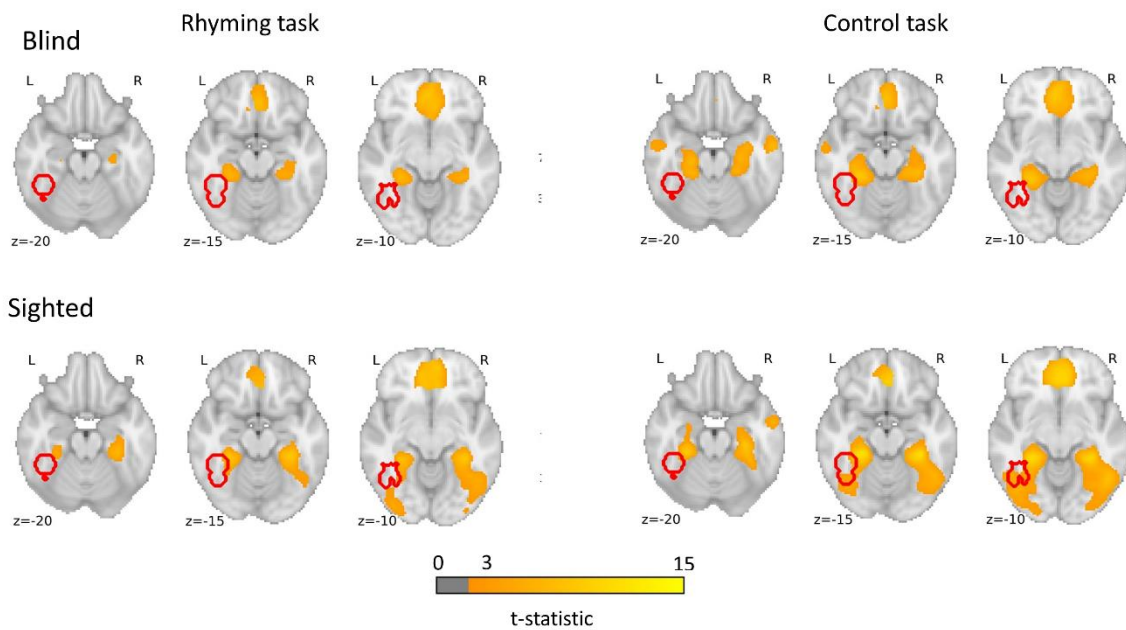 Rhyming task
Control task
Blind
L R L R L R
L R L R L R
z=-20 z=-15 z=-10
z=-20 z=-15 z=-10
Sighted
L R L R L R
L R L R L R
z=-20 z=-15 z=-10
z=-20 z=-15 z=-10
0 3 15
t-statistic